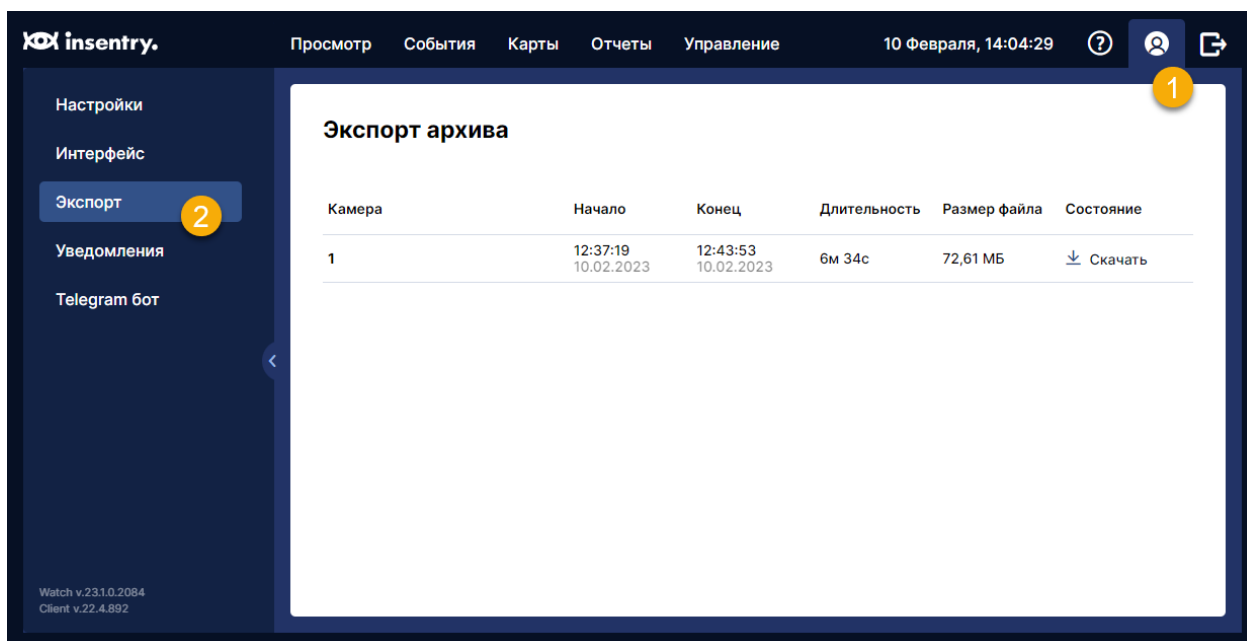 insentry.
Просмотр События Карты Отчеты Управление 10 Февраля, 14:04:29 ?
1
Настройки
Интерфейс
Экспорт
2
Уведомления
Telegram бот
Watch v.23.1.0.2084
Client v.22.4.892
Экспорт архива
Камера Начало Конец Длительность Размер файла Состояние
1 12:37:19 12:43:53 6м 34с 72,61 МБ Скачать
10.02.2023 10.02.2023